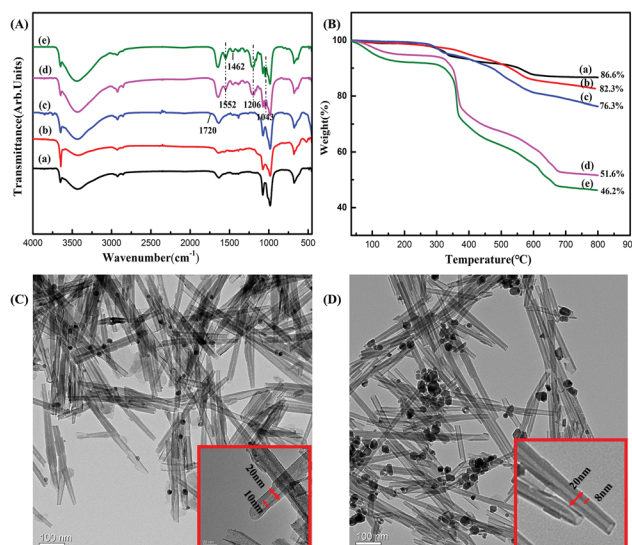 (A)
Transmittance(Arb.Units)
(e)
(d)
(c)
(b)
(a)
1462
1552
1206
1043
1720
4000 3500 3000 2500 2000 1500 1000 500
Wavenumber(cm-1)
(B)
Weight(%)
100
80
60
40
(a)
86.6%
(b)
82.3%
(c)
76.3%
(d)
51.6%
(e)
46.2%
100 200 300 400 500 600 700 800 900
Temperature(℃)
(C)
20nm
10nm
100 nm
(D)
20nm
8nm
100 nm